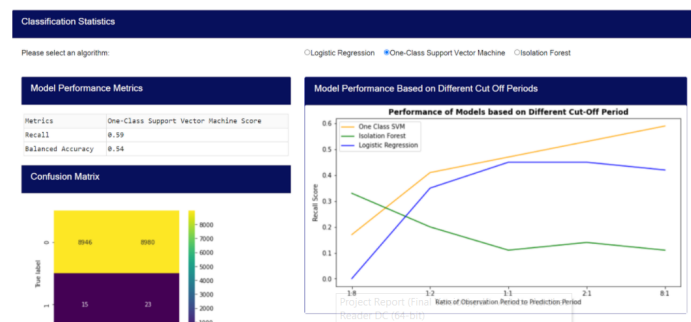 Classification Statistics
Please select an algorithm:
Logistic Regression One-Class Support Vector Machine Isolation Forest
Model Performance Metrics
Metrics One-Class Support Vector Machine Score
Recall 0.59
Balanced Accuracy 0.54
Confusion Matrix
0
8946 8980
True label
1
15 23
8000
7000
6000
5000
4000
3000
2000
1000
Model Performance Based on Different Cut Off Periods
Performance of Models based on Different Cut-Off Period
One Class SVM
Isolation Forest
Logistic Regression
Recall Score
0.6
0.5
0.4
0.3
0.2
0.1
0.0
1:2 1:1 2:1 8:1
Ratio of Observation Period to Prediction Period
Project Report (Final
Reader DC (64-bit)